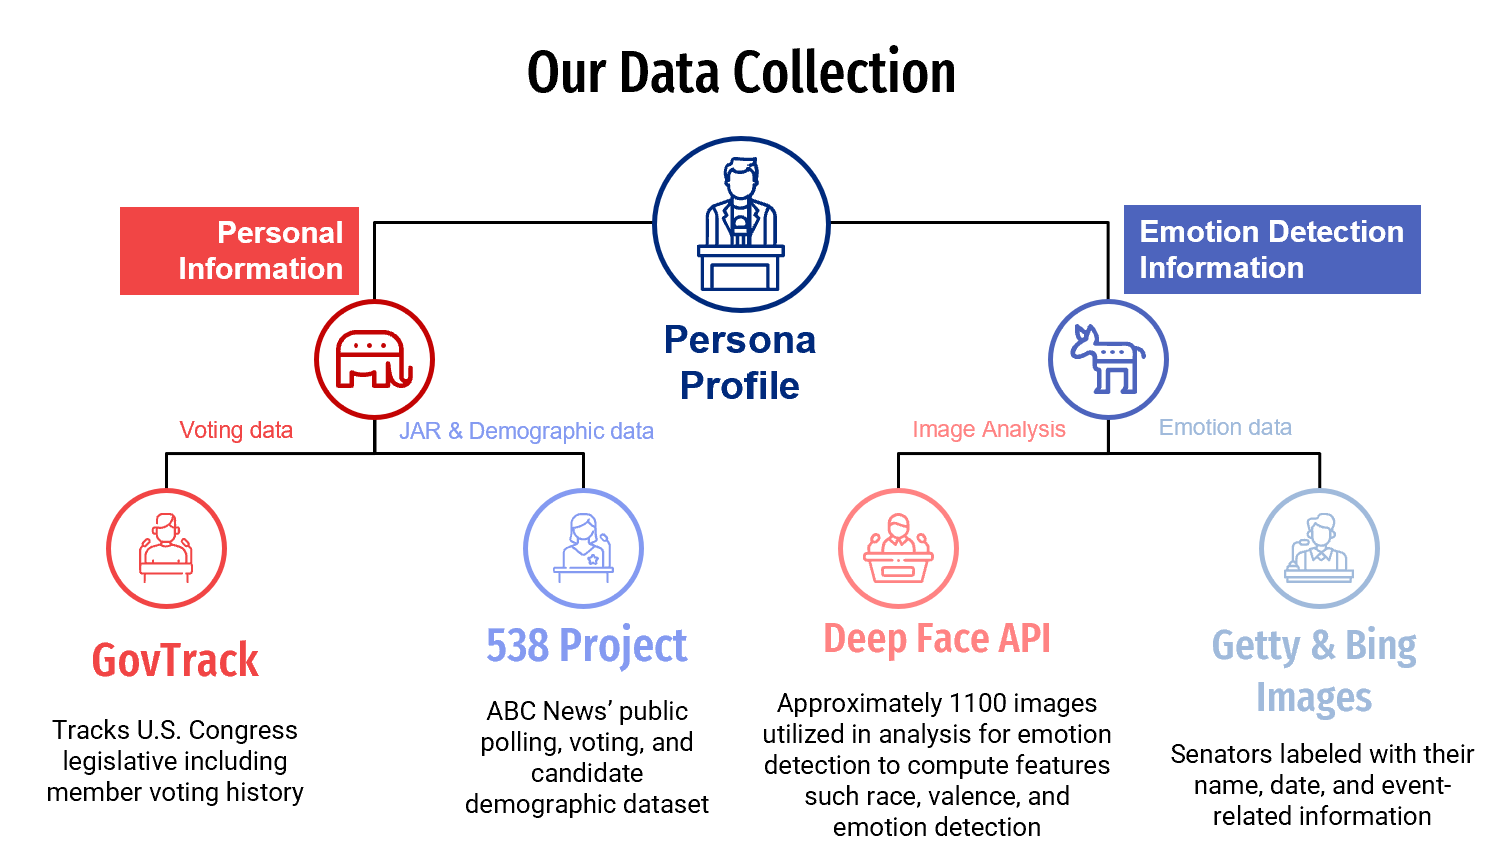 Our Data Collection
Personal
Information
Emotion Detection
Information
Persona
Profile
Voting data
JAR & Demographic data
Image Analysis
Emotion data
GovTrack
Tracks U.S. Congress
legislative including
member voting history
538 Project
ABC News’ public
polling, voting, and
candidate
demographic dataset
Deep Face API
Approximately 1100 images
utilized in analysis for emotion
detection to compute features
such race, valence, and
emotion detection
Getty & Bing
Images
Senators labeled with their
name, date, and event-
related information